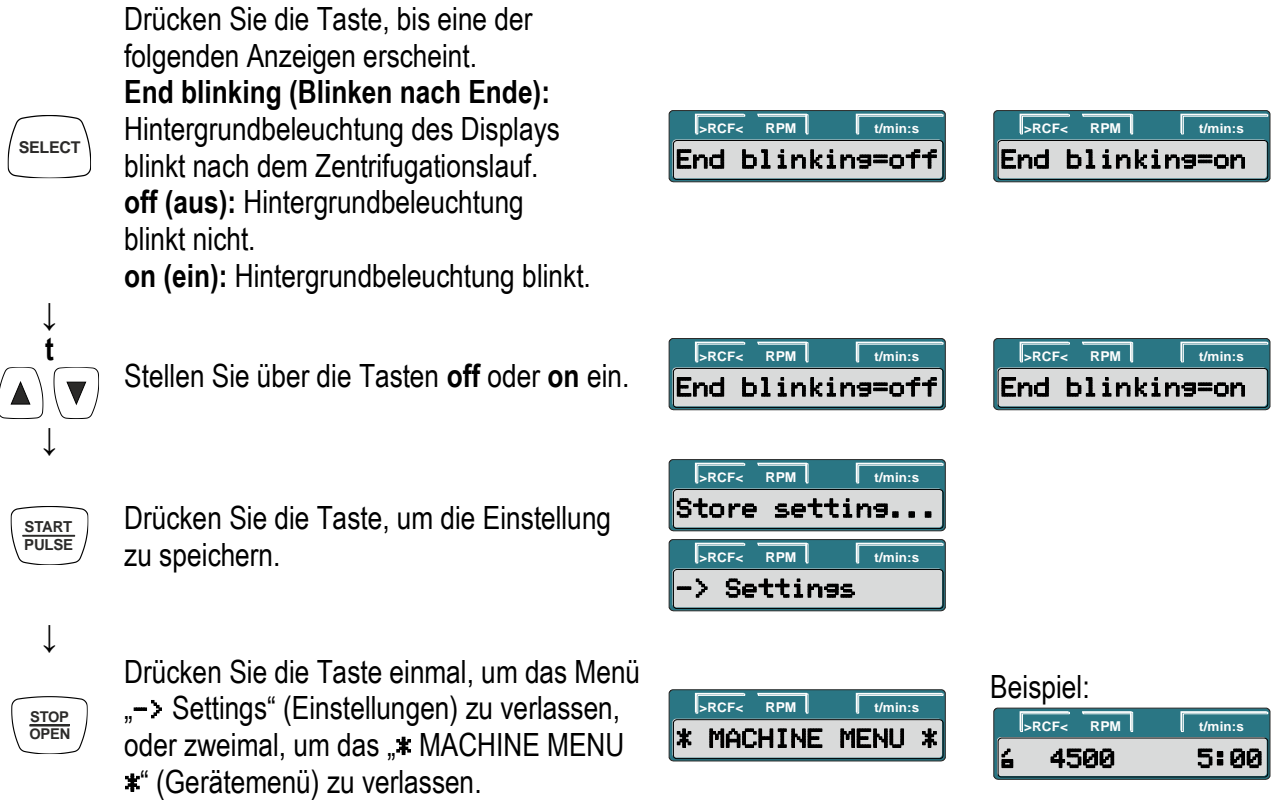 Drücken Sie die Taste, bis eine der
folgenden Anzeigen erscheint.
End blinking (Blinken nach Ende):
Hintergrundbeleuchtung des Displays
blinkt nach dem Zentrifugationslauf.
off (aus): Hintergrundbeleuchtung
blinkt nicht.
on (ein): Hintergrundbeleuchtung blinkt.
SELECT
>RCF< RPM t/min:s
End blinking=off
>RCF< RPM t/min:s
End blinking=on
↓
t
▲ ▼
Stellen Sie über die Tasten off oder on ein.
>RCF< RPM t/min:s
End blinking=off
>RCF< RPM t/min:s
End blinking=on
↓
START
PULSE
Drücken Sie die Taste, um die Einstellung
zu speichern.
>RCF< RPM t/min:s
Store setting...
>RCF< RPM t/min:s
-> Settings
↓
STOP
OPEN
Drücken Sie die Taste einmal, um das Menü
„-> Settings“ (Einstellungen) zu verlassen,
oder zweimal, um das „* MACHINE MENU
*“ (Gerätemenü) zu verlassen.
>RCF< RPM t/min:s
* MACHINE MENU *
Beispiel:
>RCF< RPM t/min:s
4500 5:00